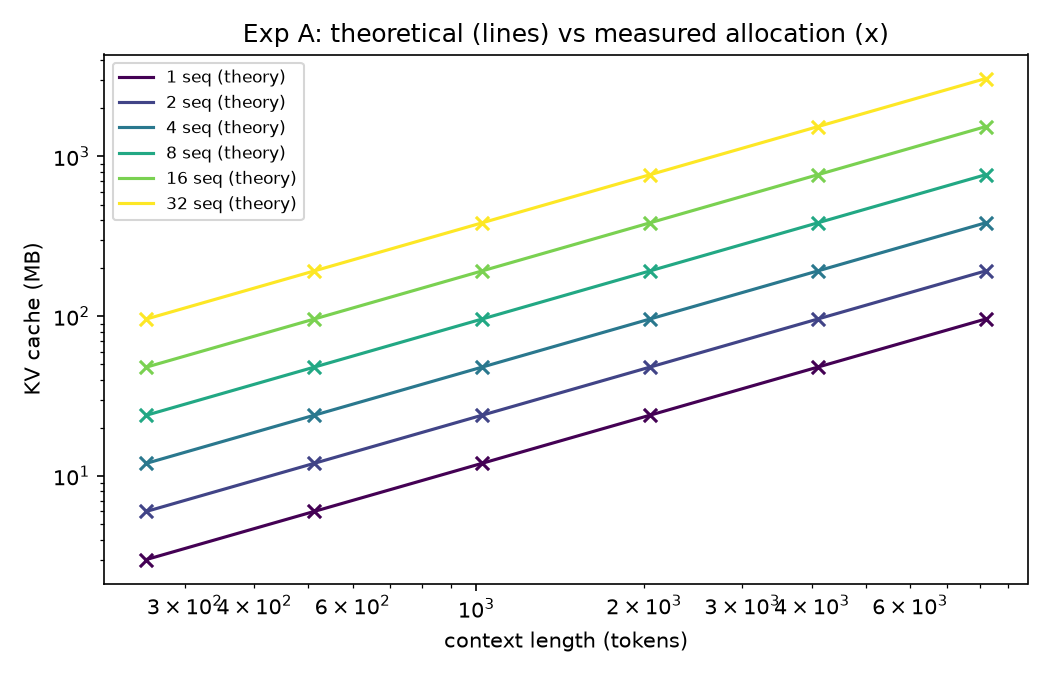 Exp A: theoretical (lines) vs measured allocation (x)
1 seq (theory)
2 seq (theory)
4 seq (theory)
8 seq (theory)
16 seq (theory)
32 seq (theory)
KV cache (MB)
10³
10²
10¹
3 × 10² 4 × 10² 6 × 10² 10³ 2 × 10³ 3 × 10³ 4 × 10³ 6 × 10³
context length (tokens)